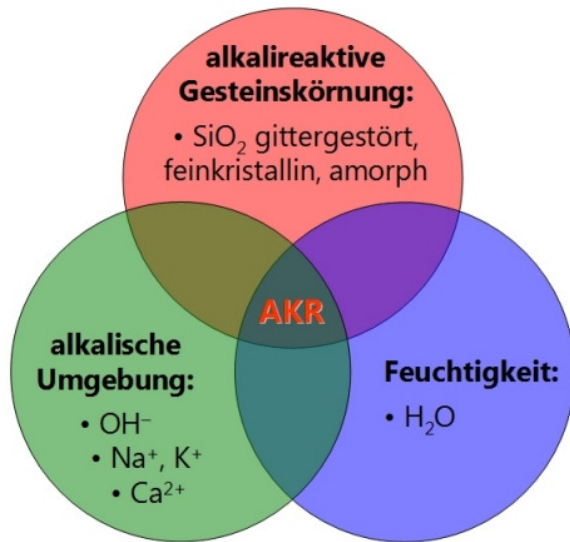 alkalireaktive
Gesteinskörnung:
• SiO₂ gittergestört,
feinkristallin, amorph
AKR
alkalische
Umgebung:
• OH⁻
• Na⁺, K⁺
• Ca²⁺
Feuchtigkeit:
• H₂O